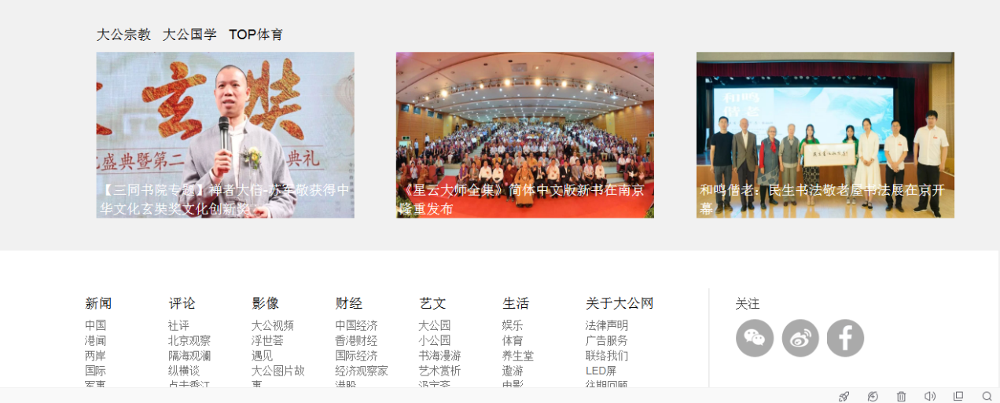 大公宗教 大公国学 TOP体育
玄奘
化盛典暨第二
典礼
【三同书院专题】禅者大信-苏军敬获得中
华文化玄奘奖文化创新奖
《星云大师全集》简体中文版新书在南京
隆重发布
和鸣
偕老
和鸣偕老：民生书法敬老屋书法展在京开
幕
新闻 评论 影像 财经 艺文 生活 关于大公网 关注
中国 社评 大公视频 中国经济 大公园 娱乐 法律声明
港闻 北京观察 浮世荟 香港财经 小公园 体育 广告服务
两岸 隔海观澜 遇见 国际经济 书海漫游 养生堂 联络我们
国际 纵横谈 大公图片故 经济观察家 艺术赏析 遨游 LED屏
军事 点击香江 事 港股 电影 往期回顾